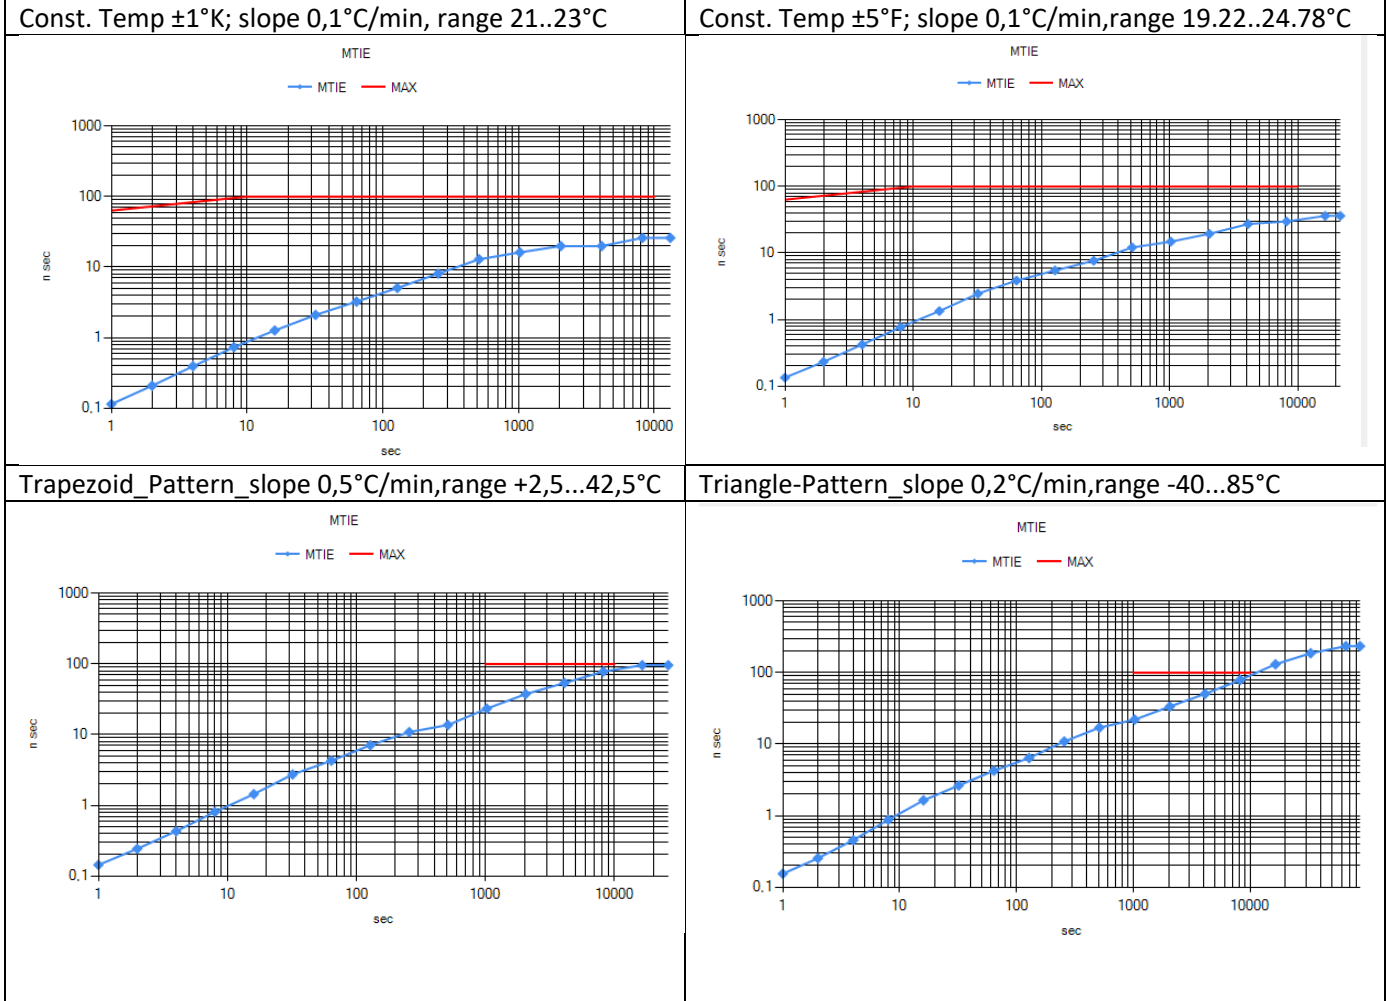 Const. Temp ±1°K; slope 0,1°C/min, range 21..23°C
MTIE
MTIE MAX
1000
100
10
1
0,1
n sec
1 10 100 1000 10000
sec
Const. Temp ±5°F; slope 0,1°C/min,range 19.22..24.78°C
MTIE
MTIE MAX
1000
100
10
1
0,1
n sec
1 10 100 1000 10000
sec
Trapezoid_Pattern_slope 0,5°C/min,range +2,5...42,5°C
MTIE
MTIE MAX
1000
100
10
1
0,1
n sec
1 10 100 1000 10000
sec
Triangle-Pattern_slope 0,2°C/min,range -40...85°C
MTIE
MTIE MAX
1000
100
10
1
0,1
n sec
1 10 100 1000 10000
sec